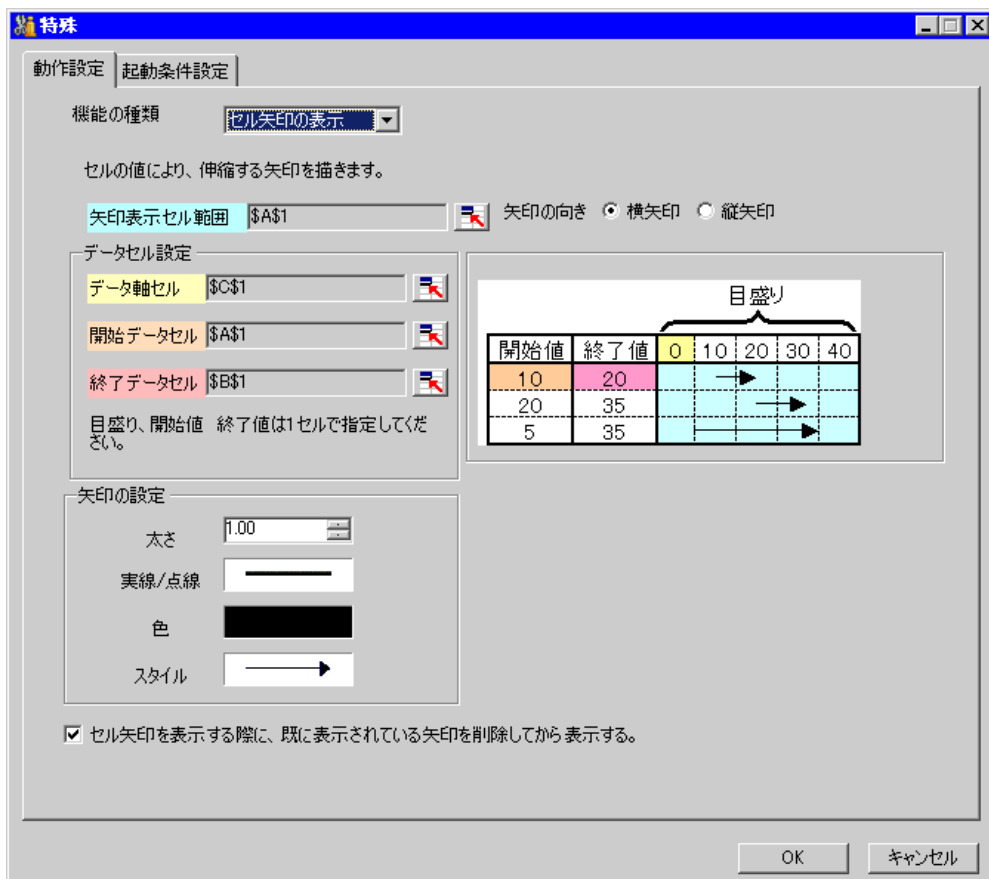 特殊
動作設定 起動条件設定
機能の種類 セル矢印の表示
セルの値により、伸縮する矢印を描きます。
矢印表示セル範囲 $A$1 矢印の向き 横矢印 縦矢印
データセル設定
データ軸セル $C$1
開始データセル $A$1
終了データセル $B$1
目盛り、開始値 終了値は1セルで指定してくだ
さい。
目盛り
開始値 終了値 0 10 20 30 40
10 20
20 35
5 35
矢印の設定
太さ 1.00
実線/点線
色
スタイル
セル矢印を表示する際に、既に表示されている矢印を削除してから表示する。
OK キャンセル